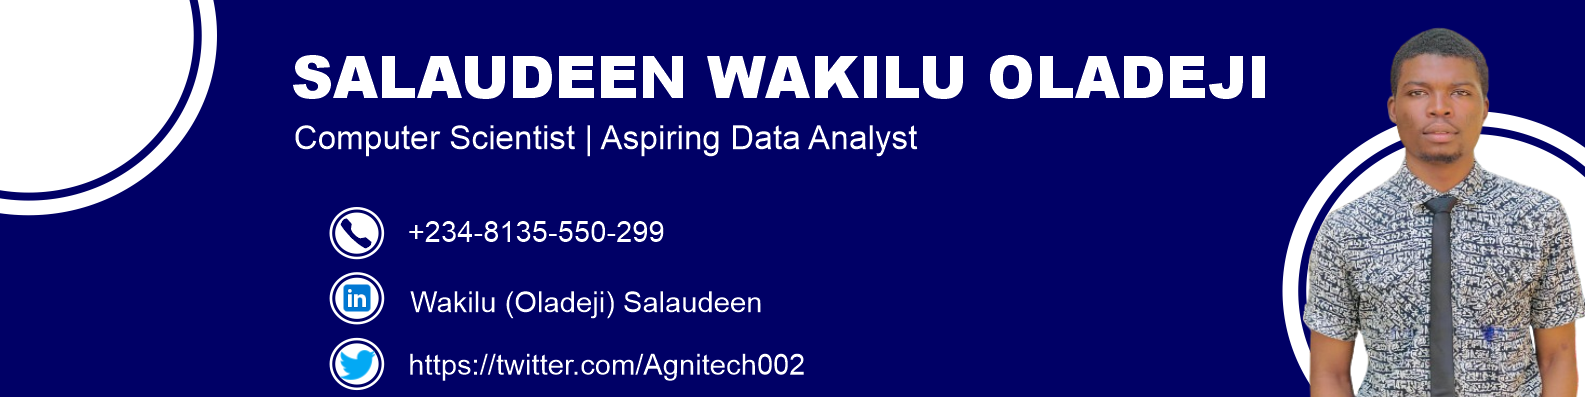 SALAUDEEN WAKILU OLADEJI
Computer Scientist | Aspiring Data Analyst
+234-8135-550-299
in
Wakilu (Oladeji) Salaudeen
https://twitter.com/Agnitech002